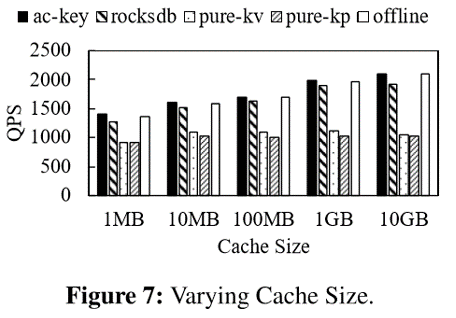 ac-key rocksdb pure-kv pure-kp offline
2500
2000
1500
1000
500
0
QPS
1MB 10MB 100MB 1GB 10GB
Cache Size
Figure 7: Varying Cache Size.